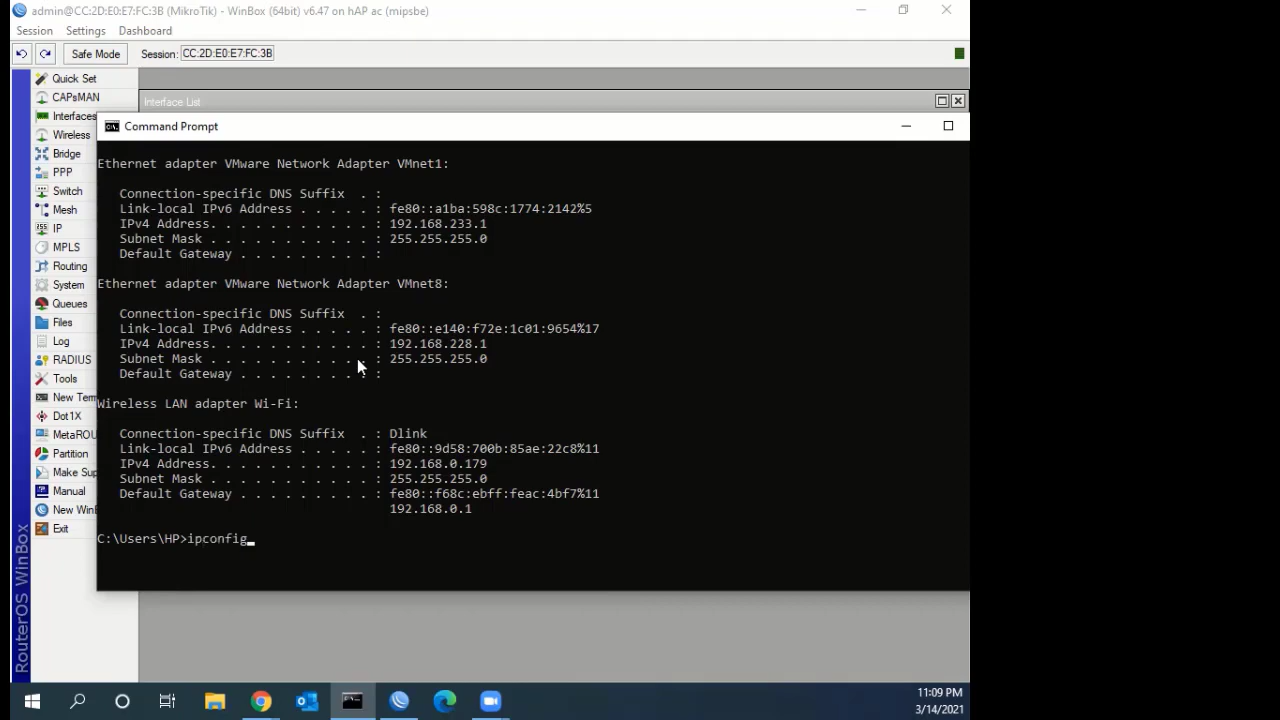 admin@CC:2D:E0:E7:FC:3B (MikroTik) - WinBox (64bit) v6.47 on hAP ac (mipsbe)
Session Settings Dashboard
Safe Mode Session: CC:2D:E0:E7:FC:3B
Quick Set
CAPsMAN
Interfaces
Wireless
Bridge
PPP
Switch
Mesh
IP
MPLS
Routing
System
Queues
Files
Log
RADIUS
Tools
New Term
Dot1X
MetaROU
Partition
Make Sup
Manual
New WinB
Exit
RouterOS WinBox
Interface List
Command Prompt
Ethernet adapter VMware Network Adapter VMnet1:
Connection-specific DNS Suffix . :
Link-local IPv6 Address . . . . . : fe80::a1ba:598c:1774:2142%5
IPv4 Address. . . . . . . . . . . : 192.168.233.1
Subnet Mask . . . . . . . . . . . : 255.255.255.0
Default Gateway . . . . . . . . . :
Ethernet adapter VMware Network Adapter VMnet8:
Connection-specific DNS Suffix . :
Link-local IPv6 Address . . . . . : fe80::e140:f72e:1c01:9654%17
IPv4 Address. . . . . . . . . . . : 192.168.228.1
Subnet Mask . . . . . . . . . . . : 255.255.255.0
Default Gateway . . . . . . . . . :
Wireless LAN adapter Wi-Fi:
Connection-specific DNS Suffix . : Dlink
Link-local IPv6 Address . . . . . : fe80::9d58:700b:85ae:22c8%11
IPv4 Address. . . . . . . . . . . : 192.168.0.179
Subnet Mask . . . . . . . . . . . : 255.255.255.0
Default Gateway . . . . . . . . . : fe80::f68c:ebff:feac:4bf7%11
192.168.0.1
C:\Users\HP>ipconfig
11:09 PM
3/14/2021